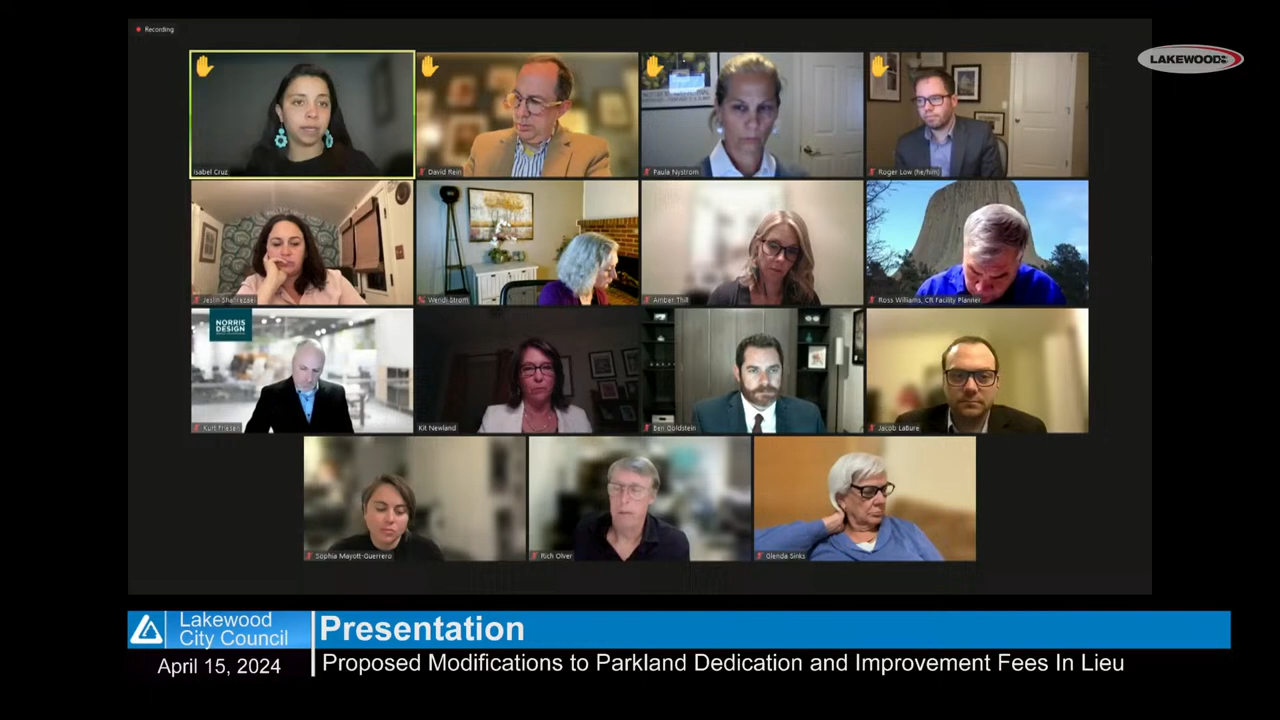 Recording
LAKEWOOD
Isabel Cruz
David Rein
Paula Nystrom
Roger Low (he/him)
Jeslin Shahrezaei
Wendi Strom
Amber Thill
Ross Williams, CR Facility Planner
NORRIS
DESIGN
Kurt Friesen
Kit Newland
Ben Goldstein
Jacob LaBure
Sophia Mayott-Guerrero
Rich Olver
Glenda Sinks
Lakewood
City Council
Presentation
April 15, 2024
Proposed Modifications to Parkland Dedication and Improvement Fees In Lieu